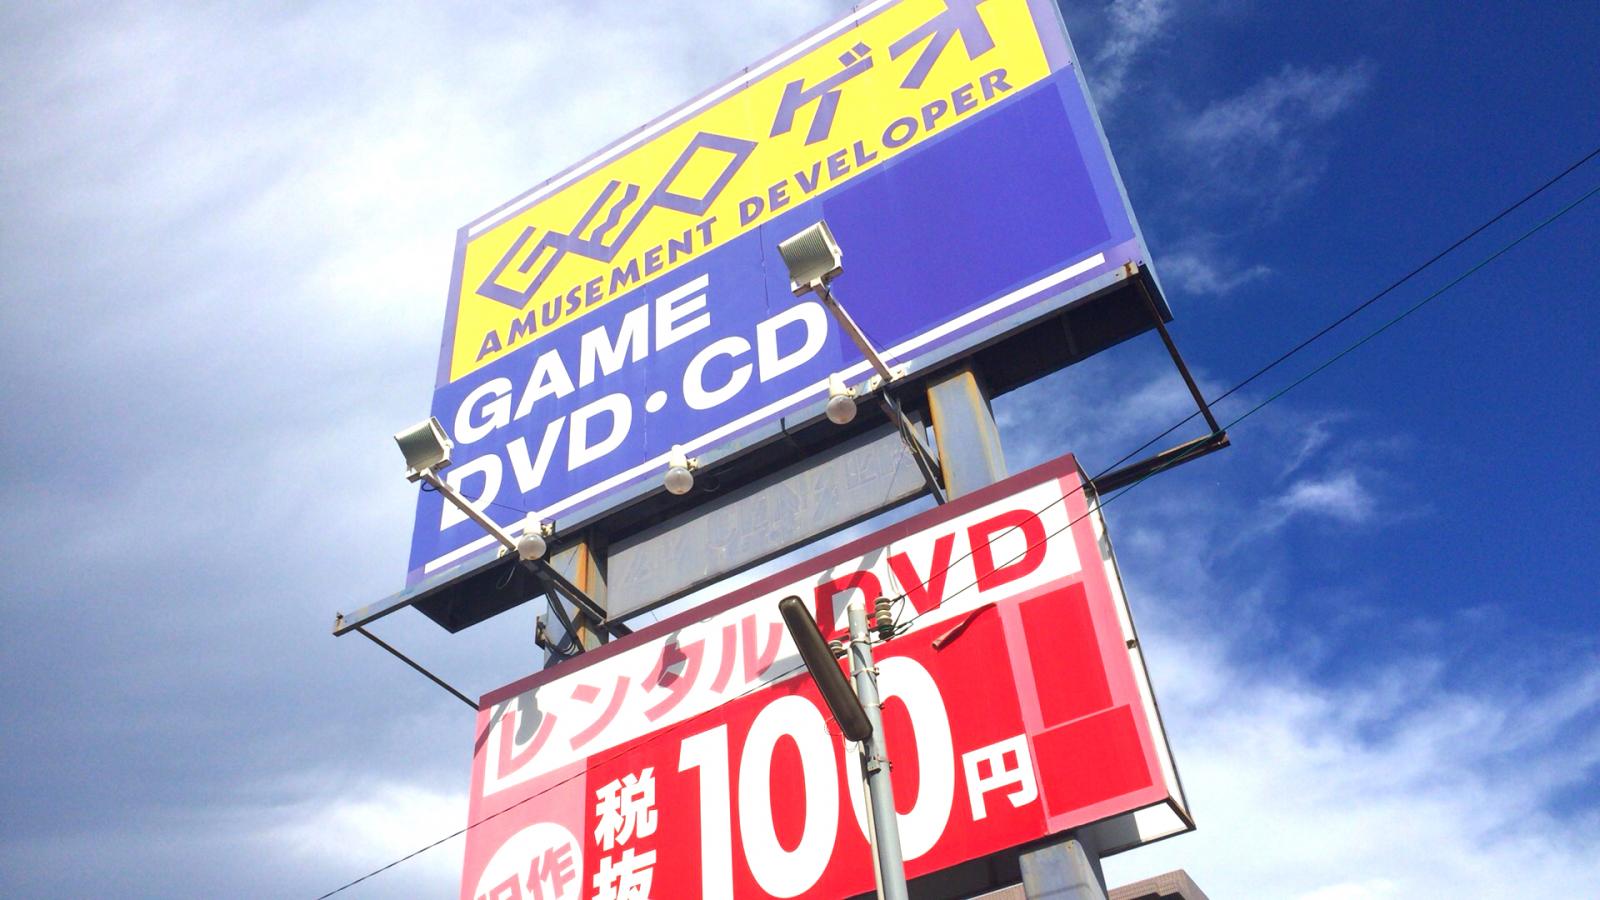 ゲオ
AMUSEMENT DEVELOPER
GAME
DVD・CD
レンタルDVD
旧作
税抜
100円